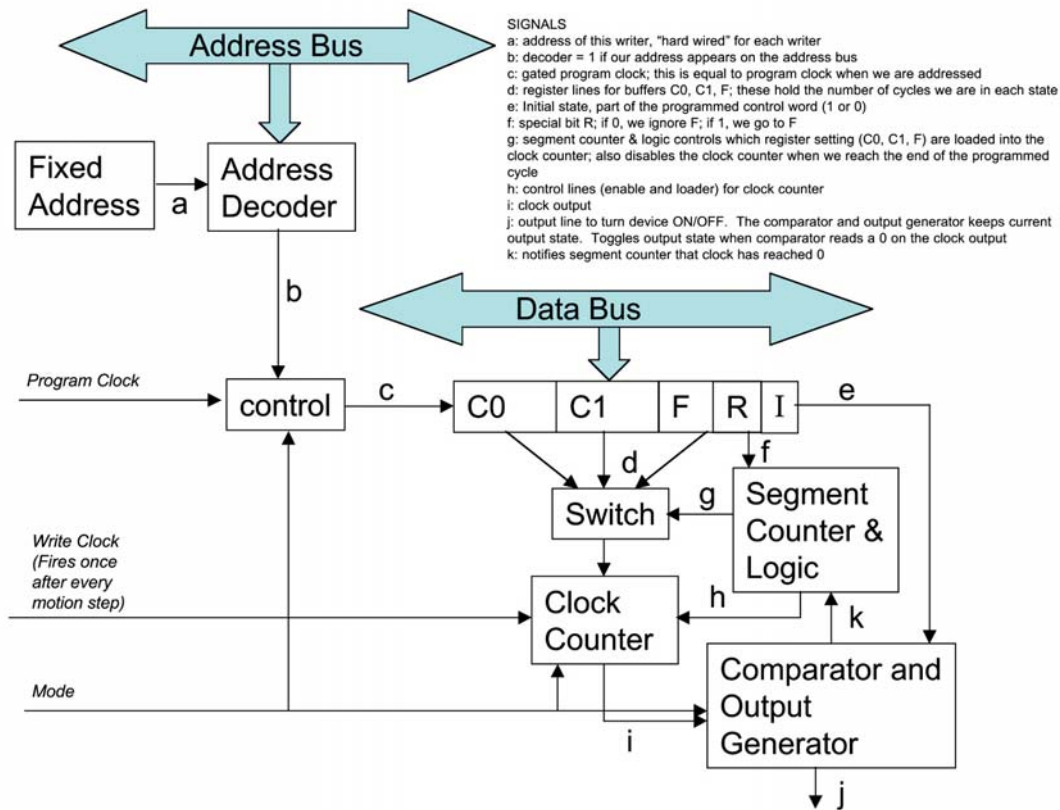 Address Bus
SIGNALS
a: address of this writer, “hard wired” for each writer
b: decoder = 1 if our address appears on the address bus
c: gated program clock; this is equal to program clock when we are addressed
d: register lines for buffers C0, C1, F; these hold the number of cycles we are in each state
e: Initial state, part of the programmed control word (1 or 0)
f: special bit R; if 0, we ignore F; if 1, we go to F
g: segment counter & logic controls which register setting (C0, C1, F) are loaded into the
clock counter; also disables the clock counter when we reach the end of the programmed
cycle
h: control lines (enable and loader) for clock counter
i: clock output
j: output line to turn device ON/OFF. The comparator and output generator keeps current
output state. Toggles output state when comparator reads a 0 on the clock output
k: notifies segment counter that clock has reached 0
Fixed
Address
a
Address
Decoder
b
Data Bus
Program Clock
control
c
C0
C1
F
R
I
e
d
f
g
Switch
Segment
Counter &
Logic
Write Clock
(Fires once
after every
motion step)
Clock
Counter
h
k
Mode
Comparator and
Output
Generator
i
j